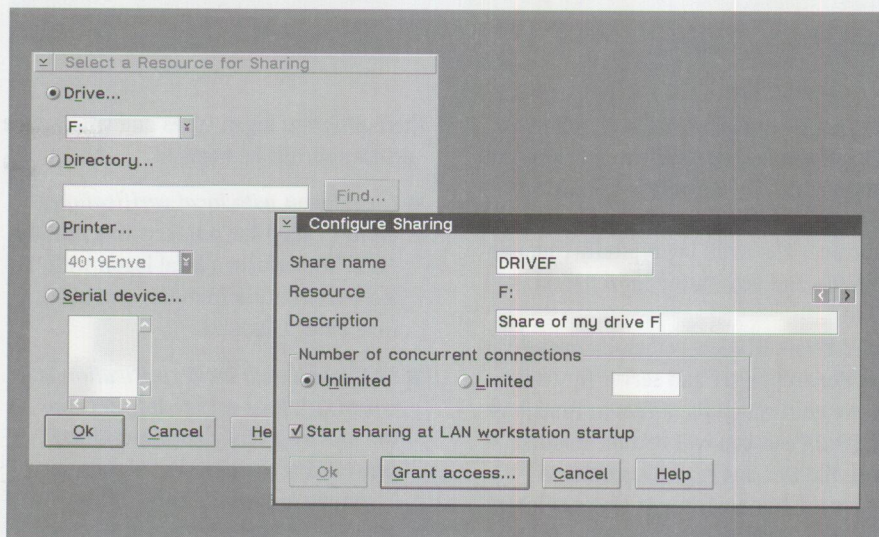 Select a Resource for Sharing
Drive...
F:
Directory...
Find...
Printer...
4019Enve
Serial device...
Ok
Cancel
He
Configure Sharing
Share name
DRIVEF
Resource
F:
Description
Share of my drive F
Number of concurrent connections
Unlimited
Limited
Start sharing at LAN workstation startup
Ok
Grant access...
Cancel
Help